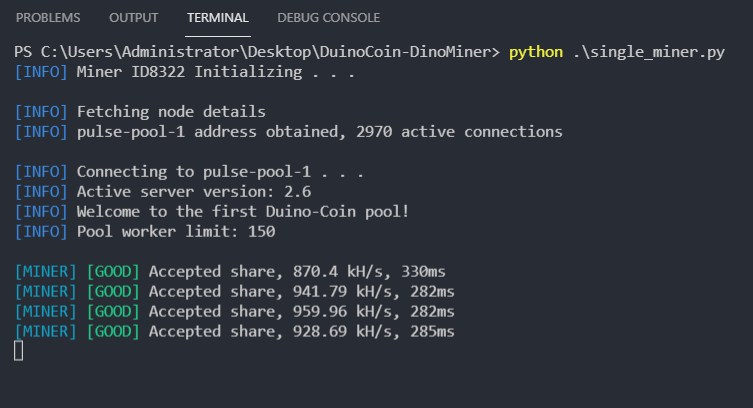 PROBLEMS OUTPUT TERMINAL DEBUG CONSOLE
PS C:\Users\Administrator\Desktop\DuinoCoin-DinoMiner> python .\single_miner.py
[INFO] Miner ID8322 Initializing . . .
[INFO] Fetching node details
[INFO] pulse-pool-1 address obtained, 2970 active connections
[INFO] Connecting to pulse-pool-1 . . .
[INFO] Active server version: 2.6
[INFO] Welcome to the first Duino-Coin pool!
[INFO] Pool worker limit: 150
[MINER] [GOOD] Accepted share, 870.4 kH/s, 330ms
[MINER] [GOOD] Accepted share, 941.79 kH/s, 282ms
[MINER] [GOOD] Accepted share, 959.96 kH/s, 282ms
[MINER] [GOOD] Accepted share, 928.69 kH/s, 285ms